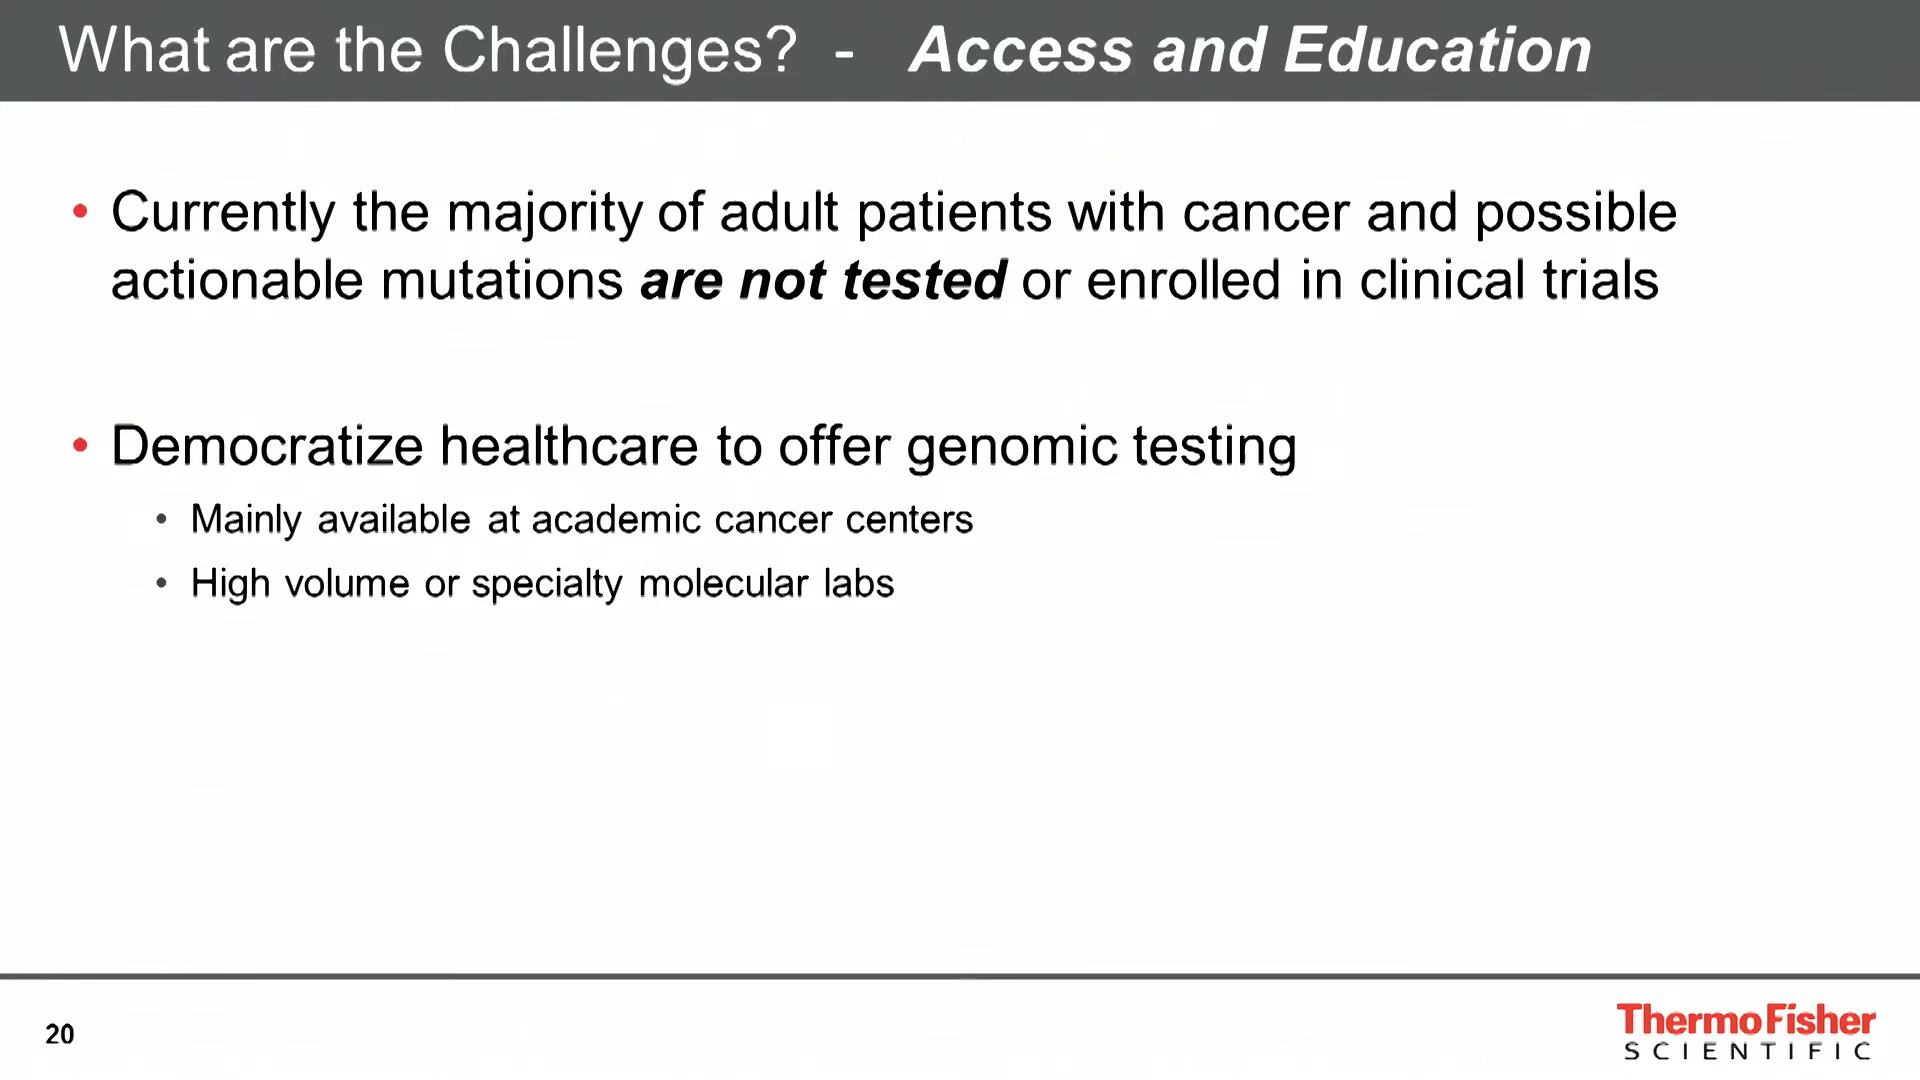 What are the Challenges? - Access and Education
• Currently the majority of adult patients with cancer and possible
actionable mutations are not tested or enrolled in clinical trials
• Democratize healthcare to offer genomic testing
• Mainly available at academic cancer centers
• High volume or specialty molecular labs
20
ThermoFisher
SCIENTIFIC